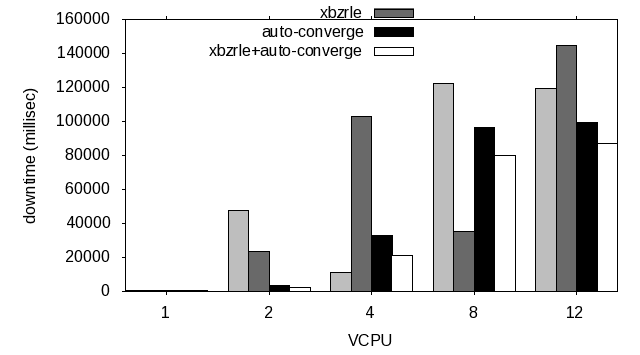 xbzrle
auto-converge
xbzrle+auto-converge
160000
140000
120000
100000
80000
60000
40000
20000
0
downtime (millisec)
1 2 4 8 12
VCPU